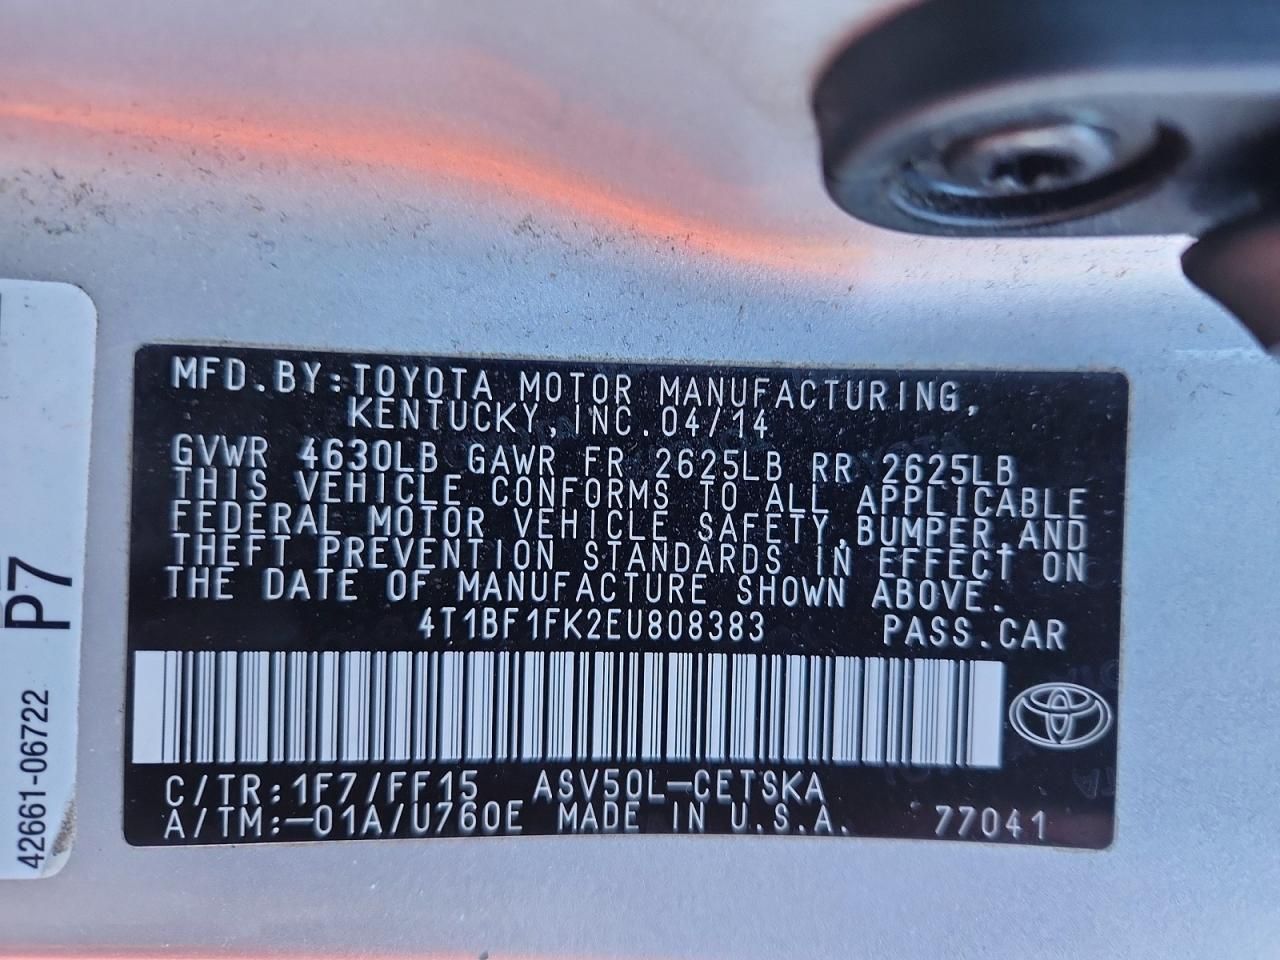 MFD.BY:TOYOTA MOTOR MANUFACTURING,
KENTUCKY,INC.04/14
GVWR 4630LB GAWR FR 2625LB RR 2625LB
THIS VEHICLE CONFORMS TO ALL APPLICABLE
FEDERAL MOTOR VEHICLE SAFETY,BUMPER,AND
THEFT PREVENTION STANDARDS IN EFFECT ON
THE DATE OF MANUFACTURE SHOWN ABOVE.
4T1BF1FK2EU808383 PASS.CAR
C/TR:1F7/FF15 ASV50L-CETSKA
A/TM:-01A/U760E MADE IN U.S.A. 77041
P7
42661-06722